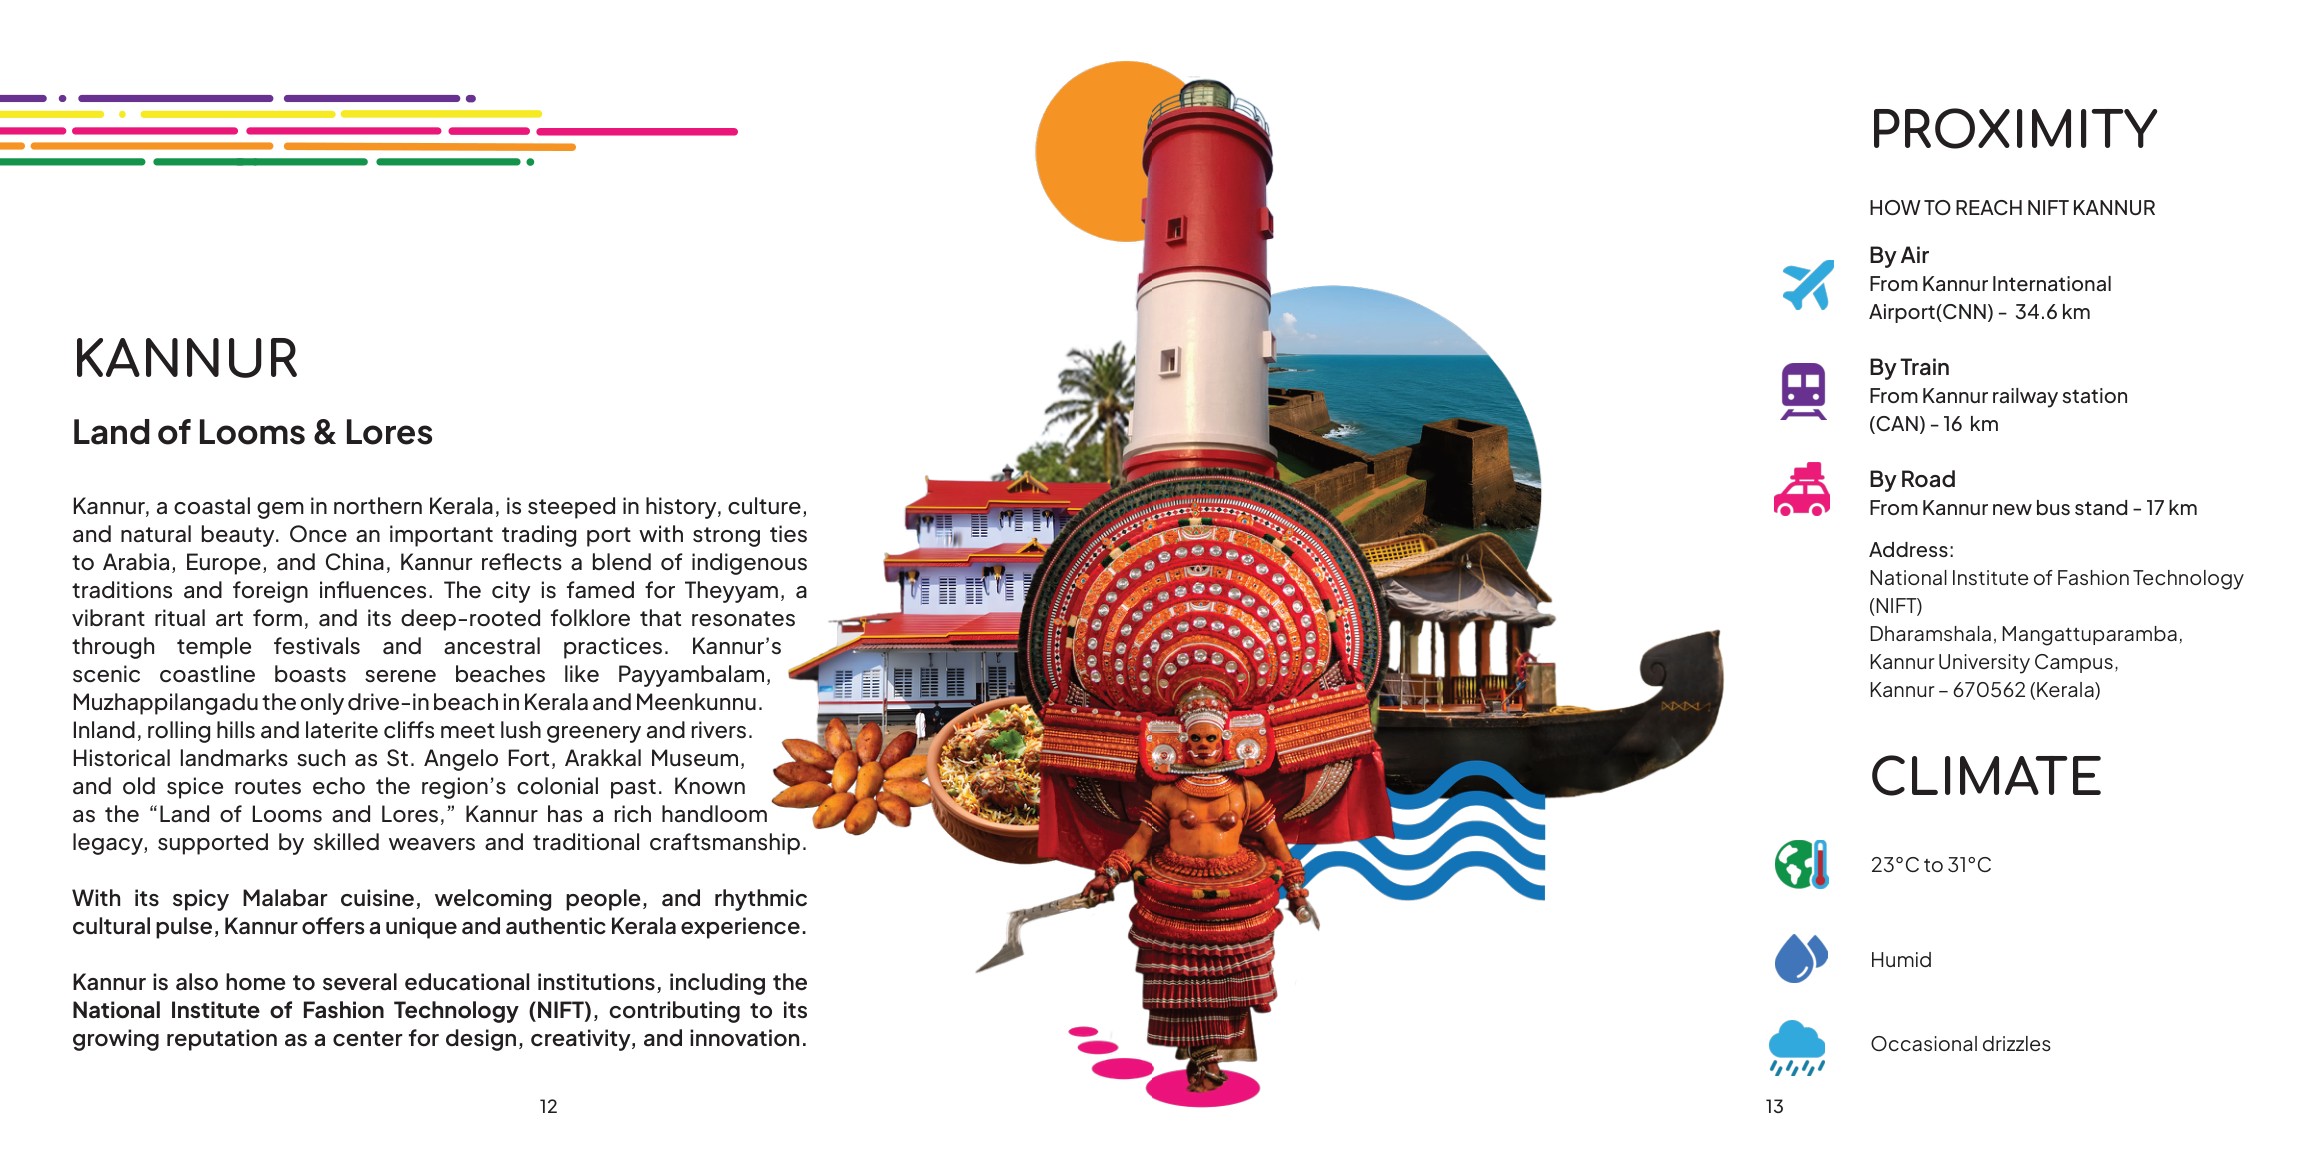 KANNUR
Land of Looms & Lores
Kannur, a coastal gem in northern Kerala, is steeped in history, culture,
and natural beauty. Once an important trading port with strong ties
to Arabia, Europe, and China, Kannur reflects a blend of indigenous
traditions and foreign influences. The city is famed for Theyyam, a
vibrant ritual art form, and its deep-rooted folklore that resonates
through temple festivals and ancestral practices. Kannur’s
scenic coastline boasts serene beaches like Payyambalam,
Muzhappilangadu the only drive-in beach in Kerala and Meenkunnu.
Inland, rolling hills and laterite cliffs meet lush greenery and rivers.
Historical landmarks such as St. Angelo Fort, Arakkal Museum,
and old spice routes echo the region’s colonial past. Known
as the “Land of Looms and Lores,” Kannur has a rich handloom
legacy, supported by skilled weavers and traditional craftsmanship.
With its spicy Malabar cuisine, welcoming people, and rhythmic
cultural pulse, Kannur offers a unique and authentic Kerala experience.
Kannur is also home to several educational institutions, including the
National Institute of Fashion Technology (NIFT), contributing to its
growing reputation as a center for design, creativity, and innovation.
12
PROXIMITY
HOW TO REACH NIFT KANNUR
By Air
From Kannur International
Airport(CNN) - 34.6 km
By Train
From Kannur railway station
(CAN) - 16 km
By Road
From Kannur new bus stand - 17 km
Address:
National Institute of Fashion Technology
(NIFT)
Dharamshala, Mangattuparamba,
Kannur University Campus,
Kannur – 670562 (Kerala)
CLIMATE
23°C to 31°C
Humid
Occasional drizzles
13